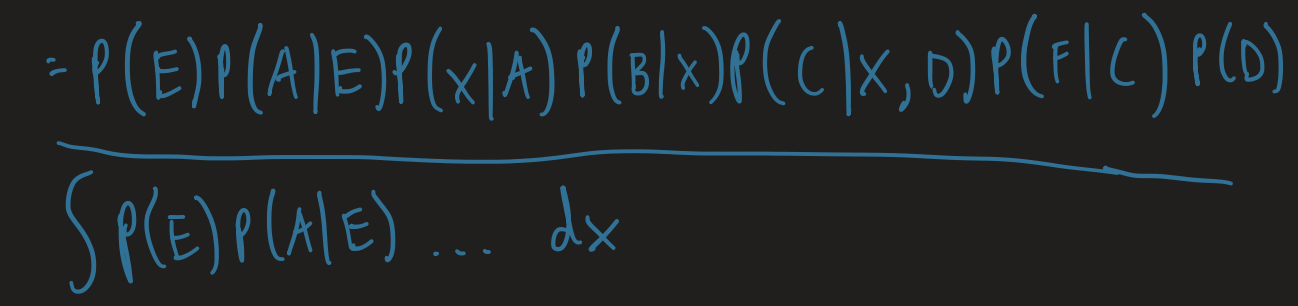 = P(E)P(A|E)P(x|A) P(B|x)P(C|X,D)P(F|C) P(D)
∫ P(E)P(A|E) ... dx